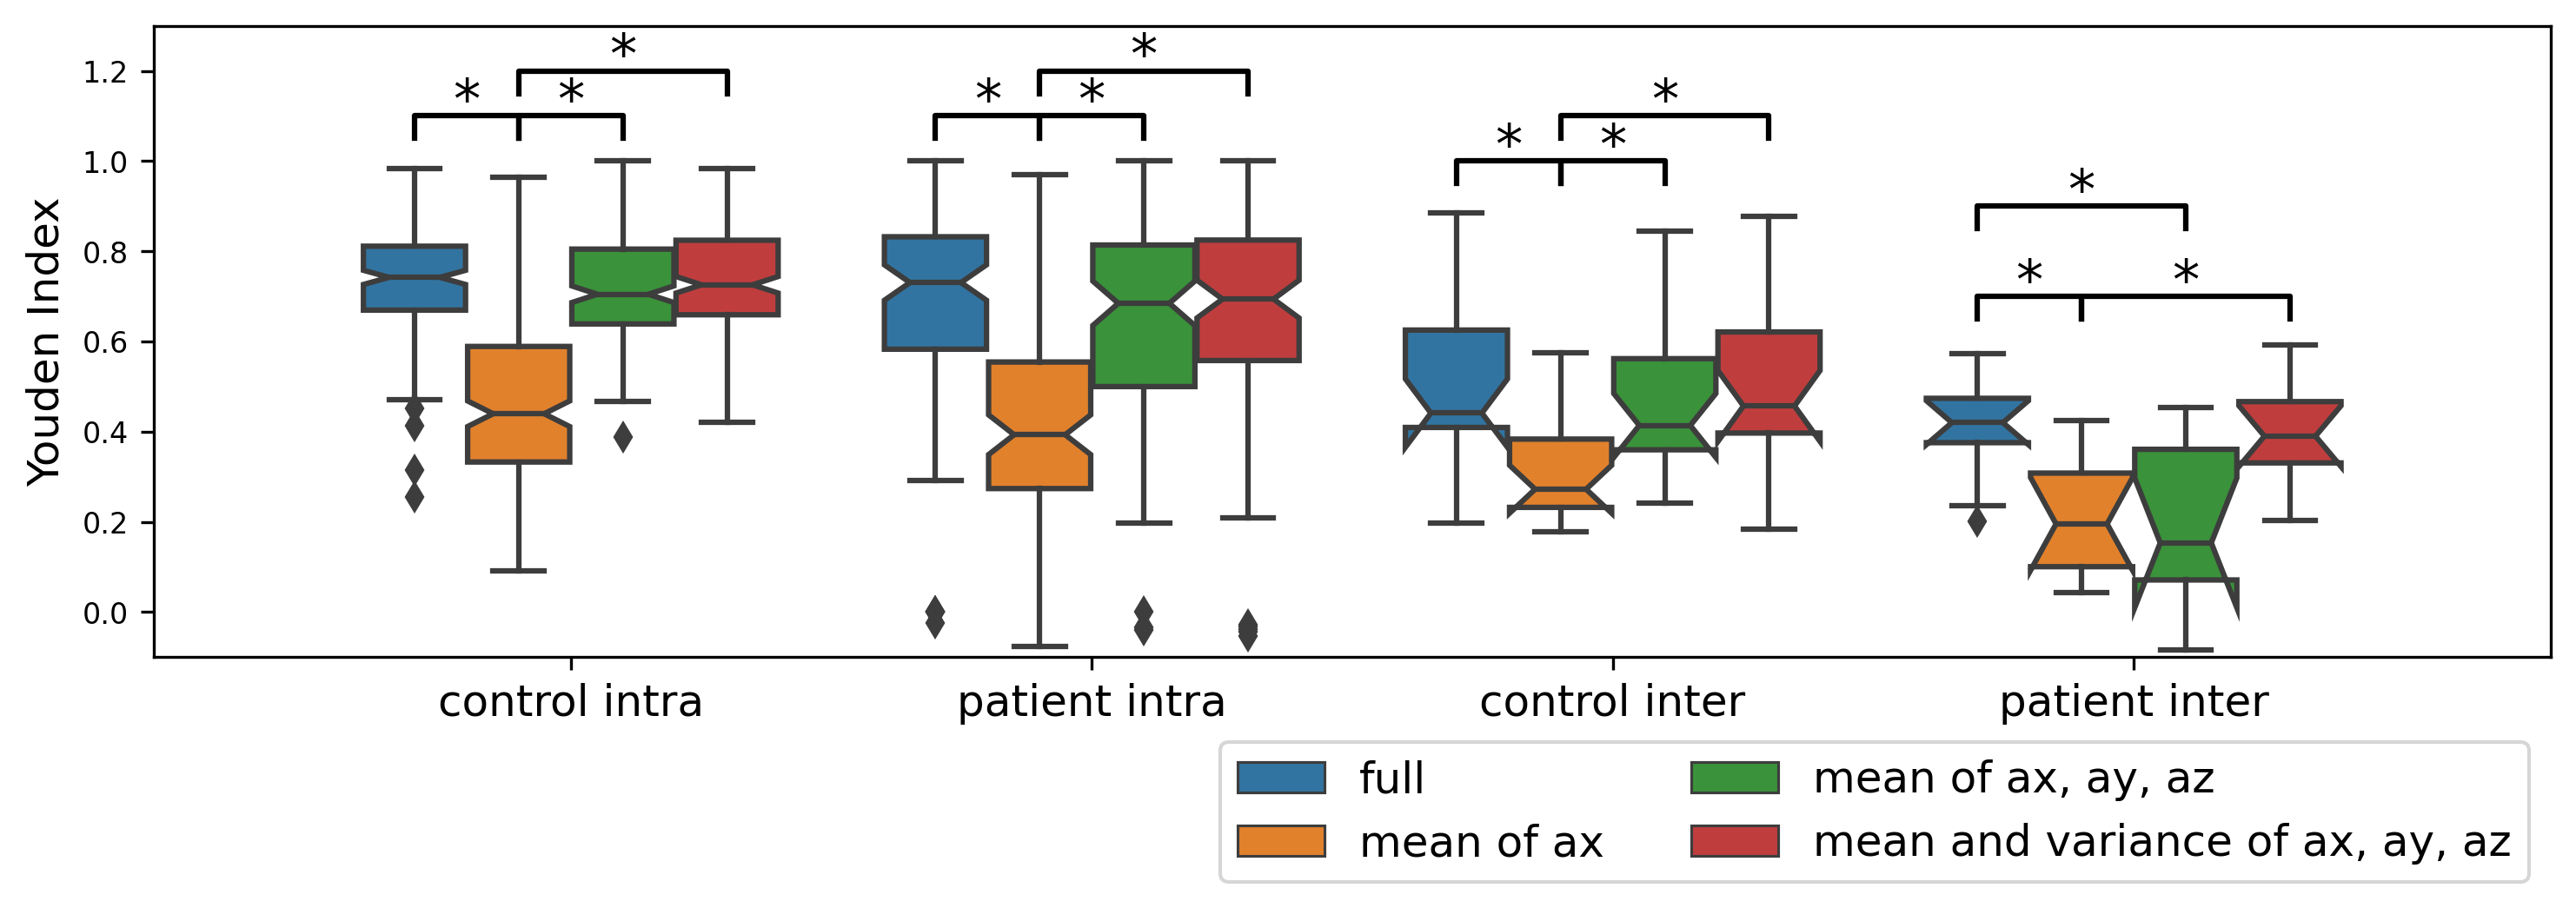 * *
* * * *
* * *
*
* *
1.2
1.0
0.8
0.6
0.4
0.2
0.0
Youden Index
control intra patient intra control inter patient inter
full mean of ax, ay, az
mean of ax mean and variance of ax, ay, az